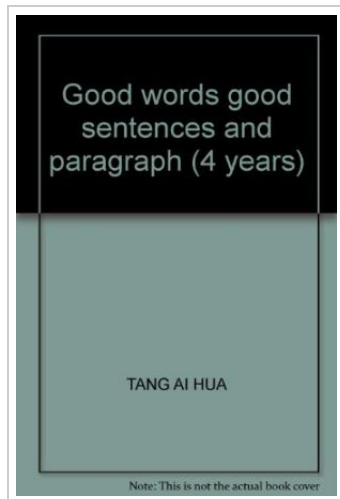 Good words good
sentences and
paragraph (4 years)
TANG AI HUA
Note: This is not the actual book cover